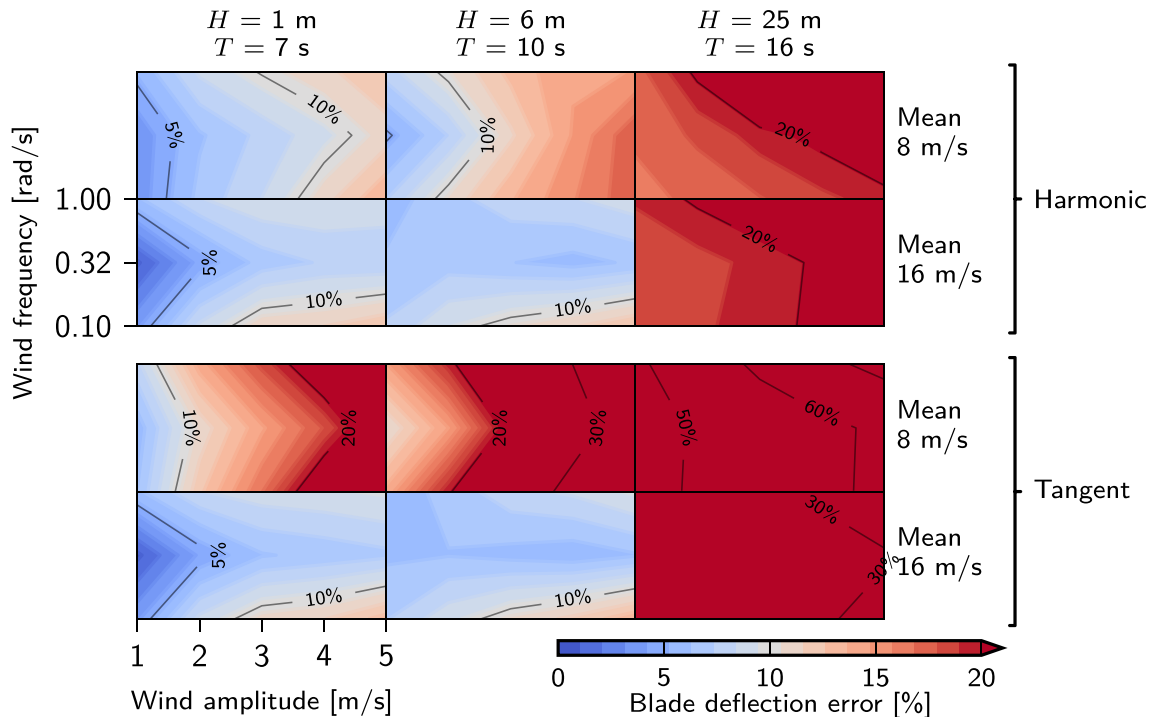 H = 1 m
T = 7 s
H = 6 m
T = 10 s
H = 25 m
T = 16 s
Wind frequency [rad/s]
1.00
0.32
0.10
5%
10%
10%
20%
Mean
8 m/s
5%
10%
10%
20%
Mean
16 m/s
Harmonic
10%
20%
20%
30%
50%
60%
Mean
8 m/s
5%
10%
10%
30%
30%
Mean
16 m/s
Tangent
1 2 3 4 5
Wind amplitude [m/s]
0 5 10 15 20
Blade deflection error [%]